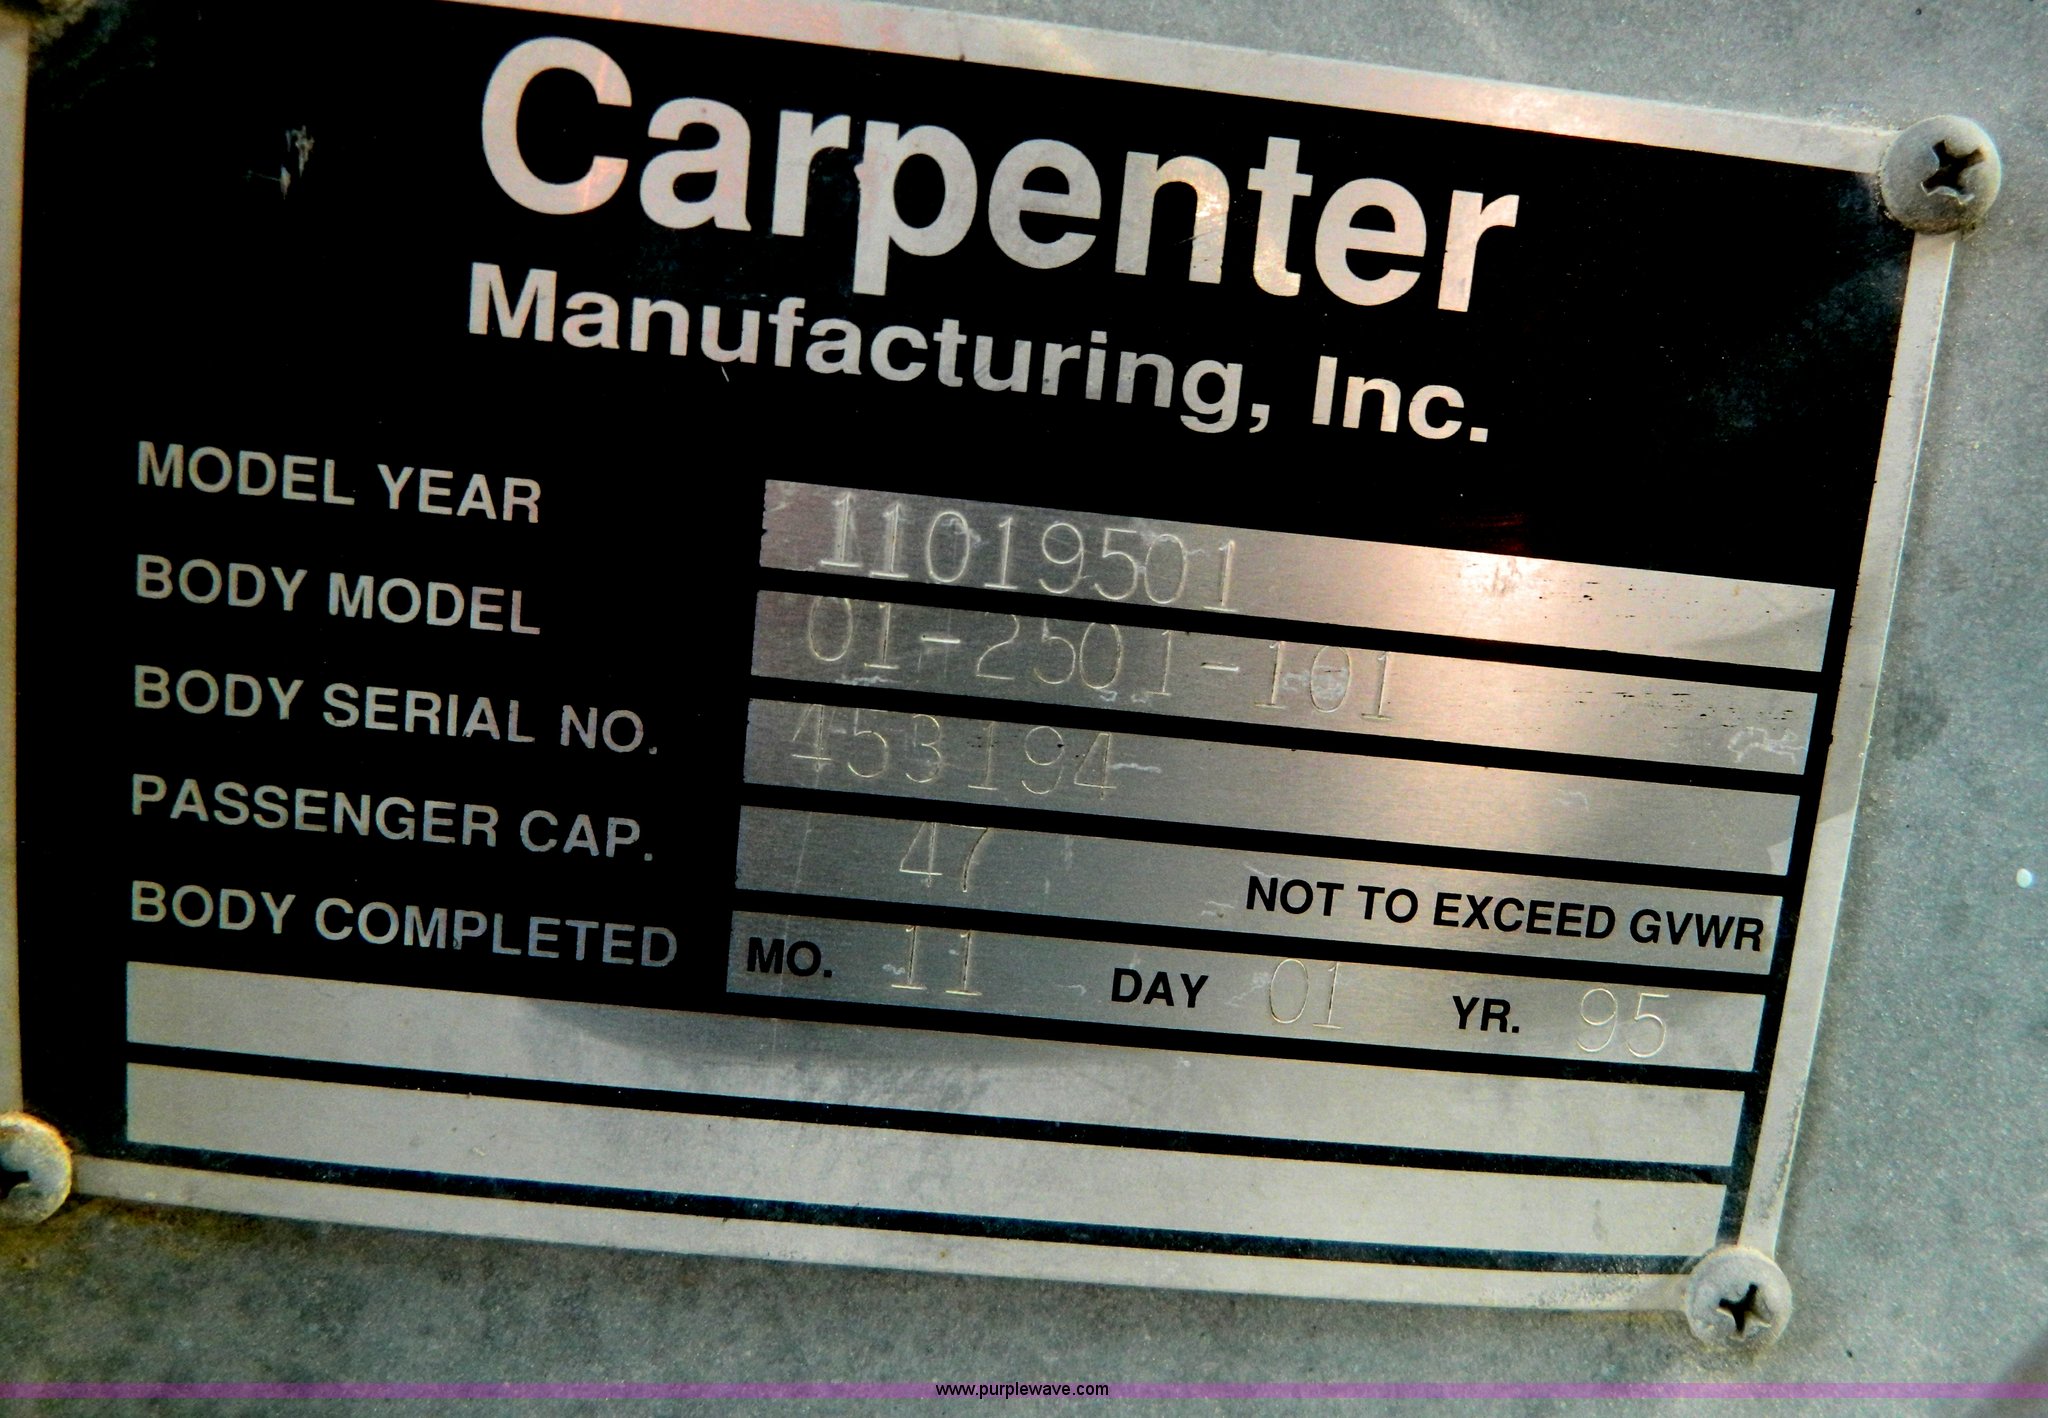 Carpenter
Manufacturing, Inc.
MODEL YEAR 11019501
BODY MODEL 01-2501-101
BODY SERIAL NO. 453194
PASSENGER CAP. 47 NOT TO EXCEED GVWR
BODY COMPLETED MO. 11 DAY 01 YR. 95
www.purplewave.com